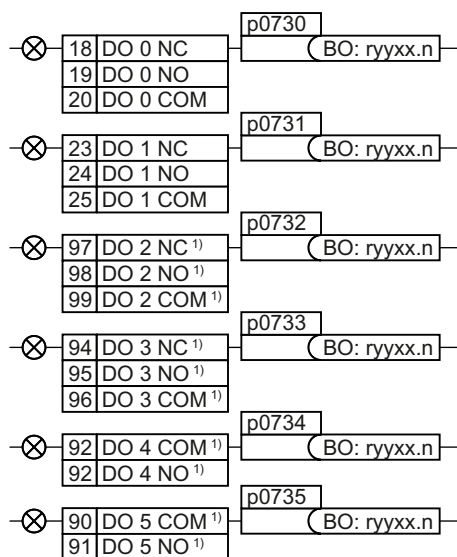 p0730
18 DO 0 NC BO: ryyxx.n
19 DO 0 NO
20 DO 0 COM
p0731
23 DO 1 NC BO: ryyxx.n
24 DO 1 NO
25 DO 1 COM
p0732
97 DO 2 NC 1) BO: ryyxx.n
98 DO 2 NO 1)
99 DO 2 COM 1)
p0733
94 DO 3 NC 1) BO: ryyxx.n
95 DO 3 NO 1)
96 DO 3 COM 1)
p0734
92 DO 4 COM 1) BO: ryyxx.n
92 DO 4 NO 1)
p0735
90 DO 5 COM 1) BO: ryyxx.n
91 DO 5 NO 1)